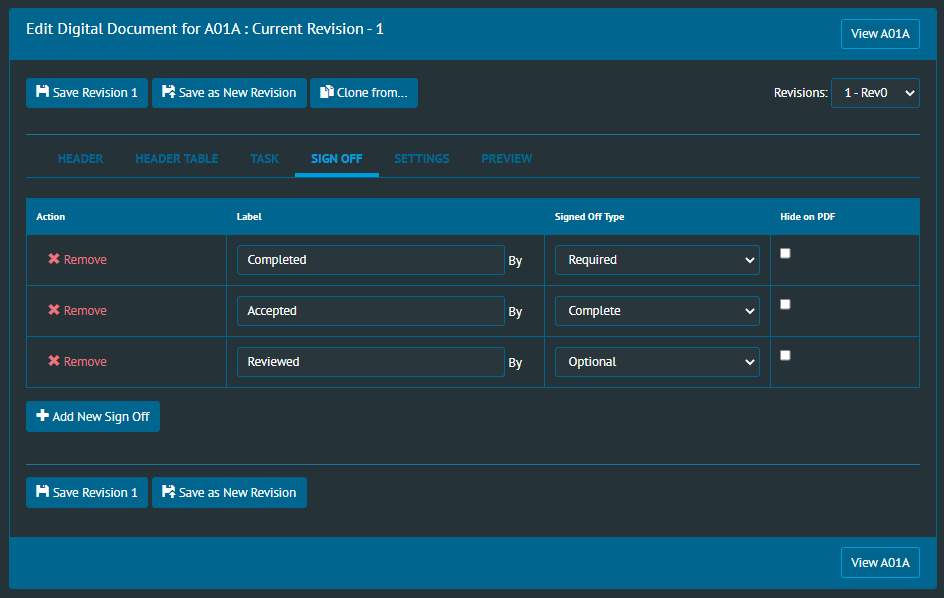 Edit Digital Document for A01A : Current Revision - 1
View A01A
Save Revision 1 Save as New Revision Clone from... Revisions: 1 - Rev0
HEADER HEADER TABLE TASK SIGN OFF SETTINGS PREVIEW
Action Label Signed Off Type Hide on PDF
Remove Completed By Required
Remove Accepted By Complete
Remove Reviewed By Optional
Add New Sign Off
Save Revision 1 Save as New Revision
View A01A